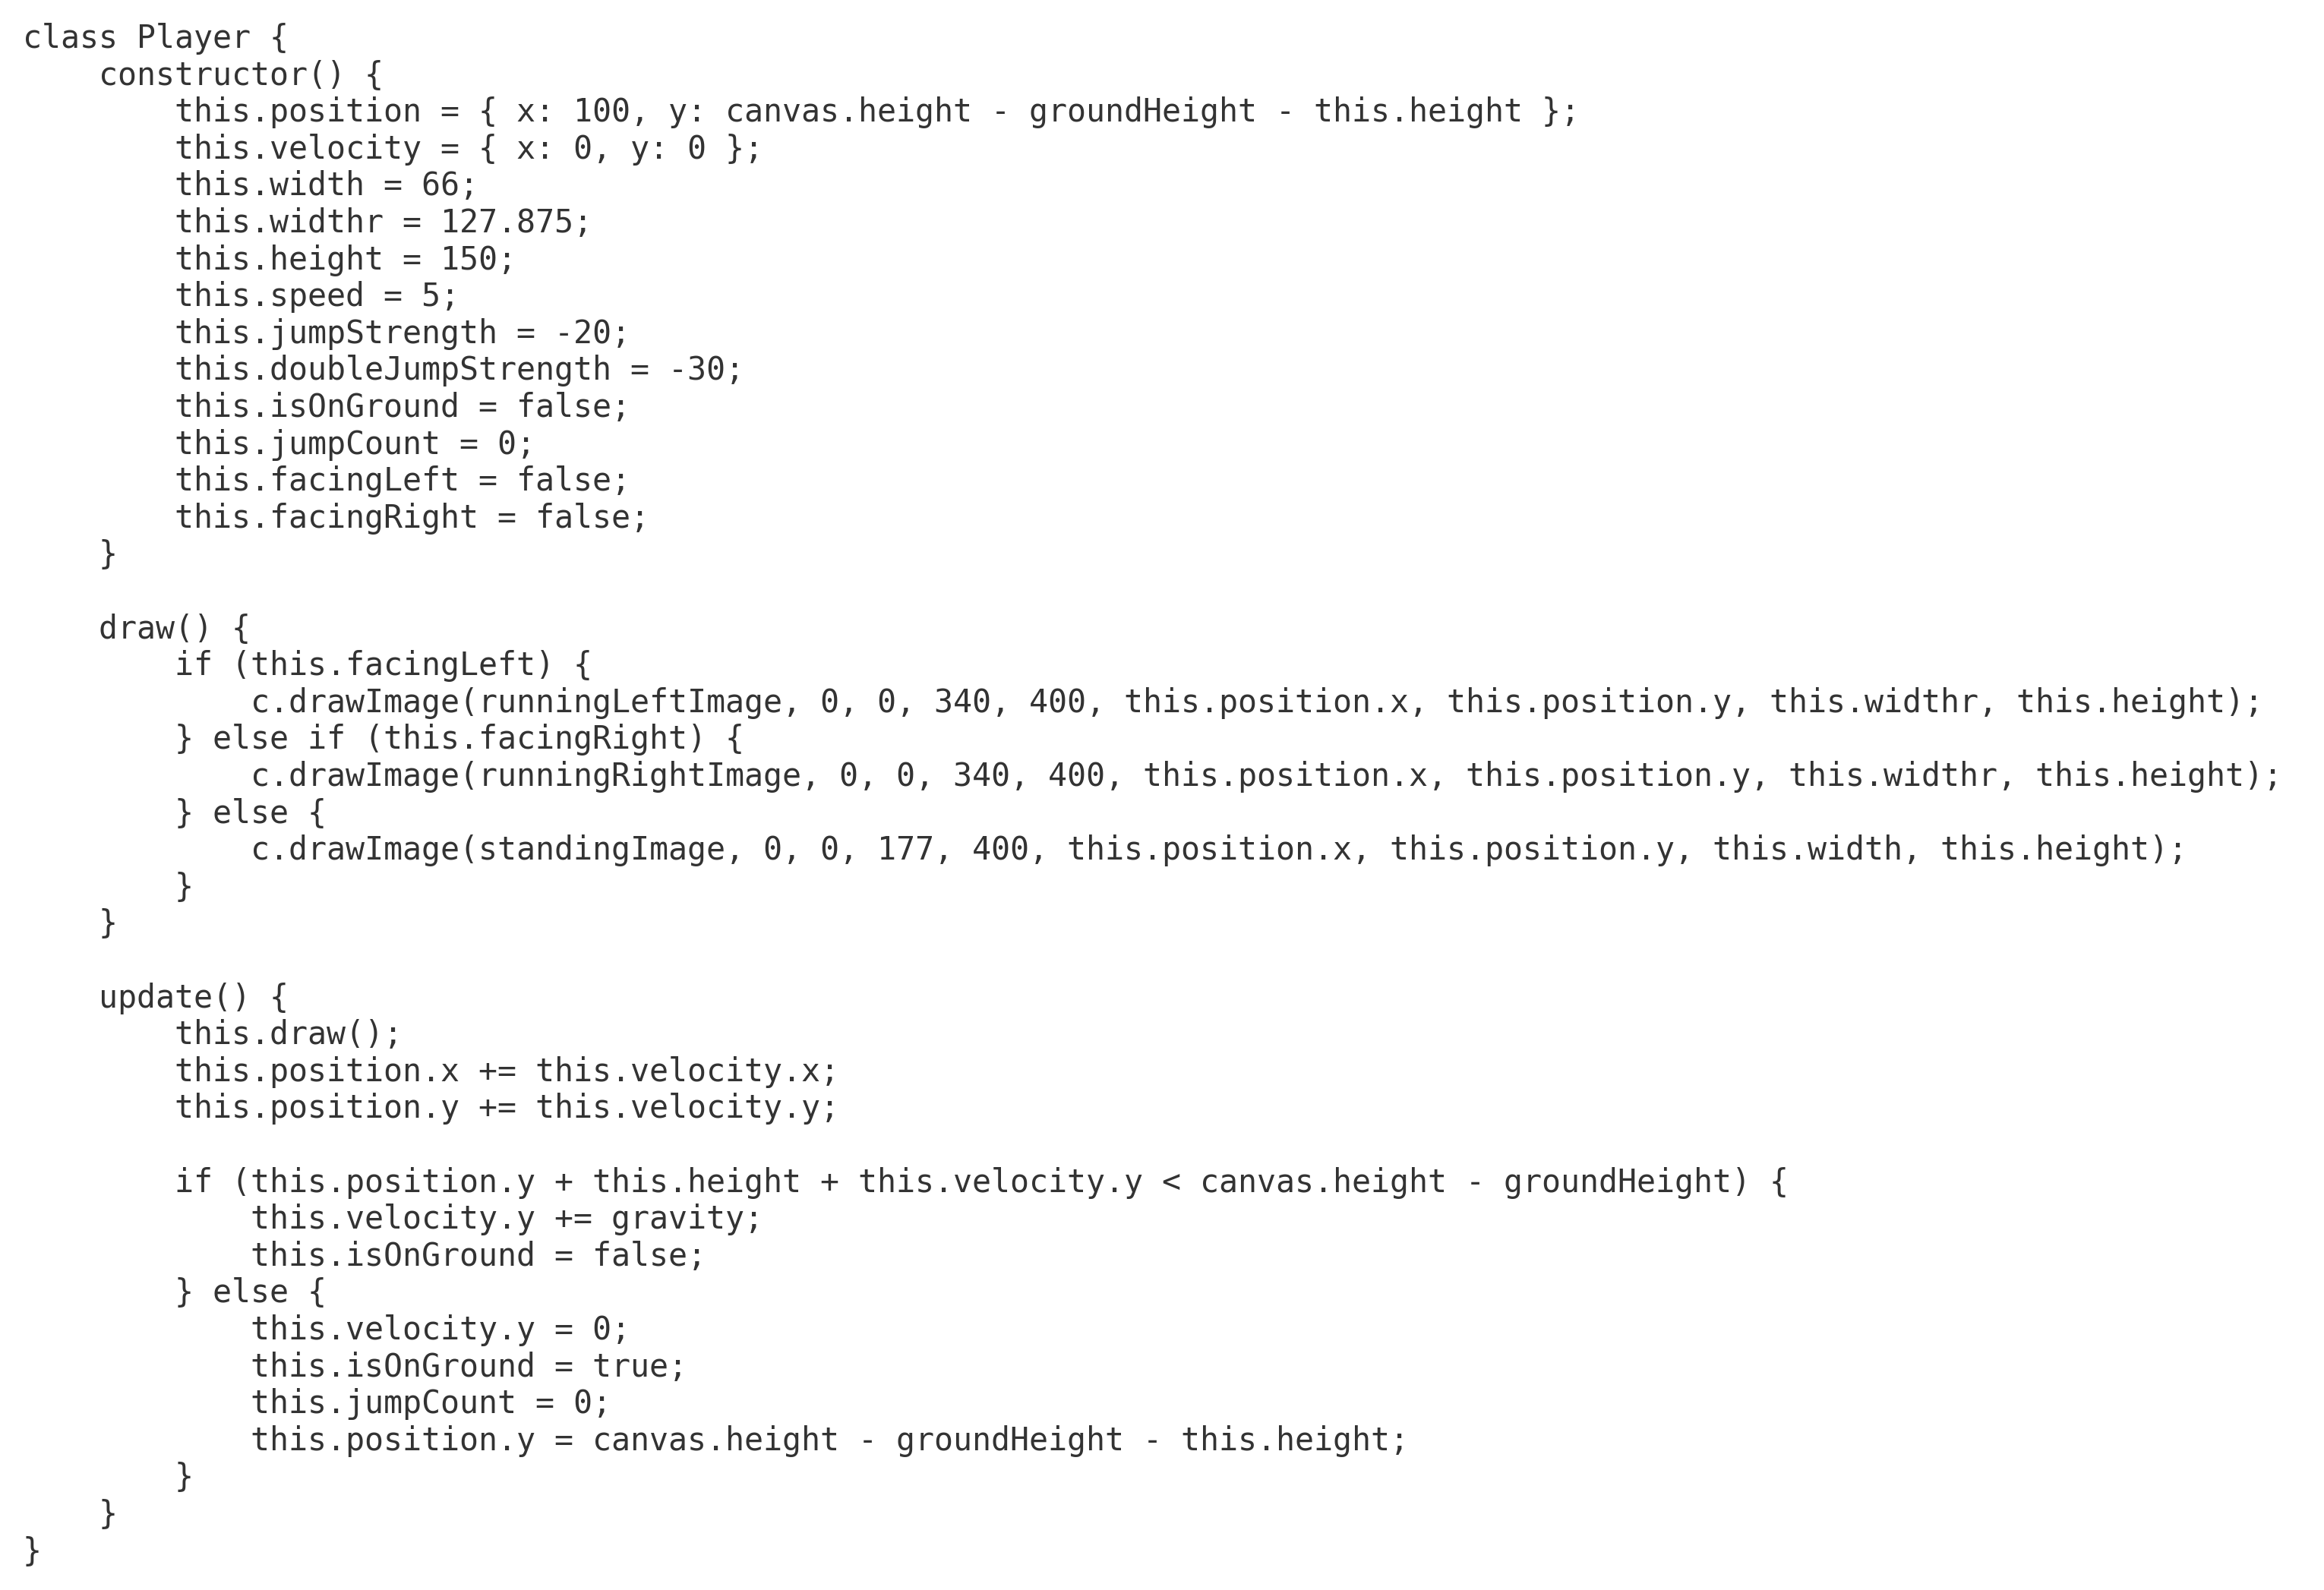 class Player {
    constructor() {
        this.position = { x: 100, y: canvas.height - groundHeight - this.height };
        this.velocity = { x: 0, y: 0 };
        this.width = 66;
        this.widthr = 127.875;
        this.height = 150;
        this.speed = 5;
        this.jumpStrength = -20;
        this.doubleJumpStrength = -30;
        this.isOnGround = false;
        this.jumpCount = 0;
        this.facingLeft = false;
        this.facingRight = false;
    }

    draw() {
        if (this.facingLeft) {
            c.drawImage(runningLeftImage, 0, 0, 340, 400, this.position.x, this.position.y, this.widthr, this.height);
        } else if (this.facingRight) {
            c.drawImage(runningRightImage, 0, 0, 340, 400, this.position.x, this.position.y, this.widthr, this.height);
        } else {
            c.drawImage(standingImage, 0, 0, 177, 400, this.position.x, this.position.y, this.width, this.height);
        }
    }

    update() {
        this.draw();
        this.position.x += this.velocity.x;
        this.position.y += this.velocity.y;

        if (this.position.y + this.height + this.velocity.y < canvas.height - groundHeight) {
            this.velocity.y += gravity;
            this.isOnGround = false;
        } else {
            this.velocity.y = 0;
            this.isOnGround = true;
            this.jumpCount = 0;
            this.position.y = canvas.height - groundHeight - this.height;
        }
    }
}